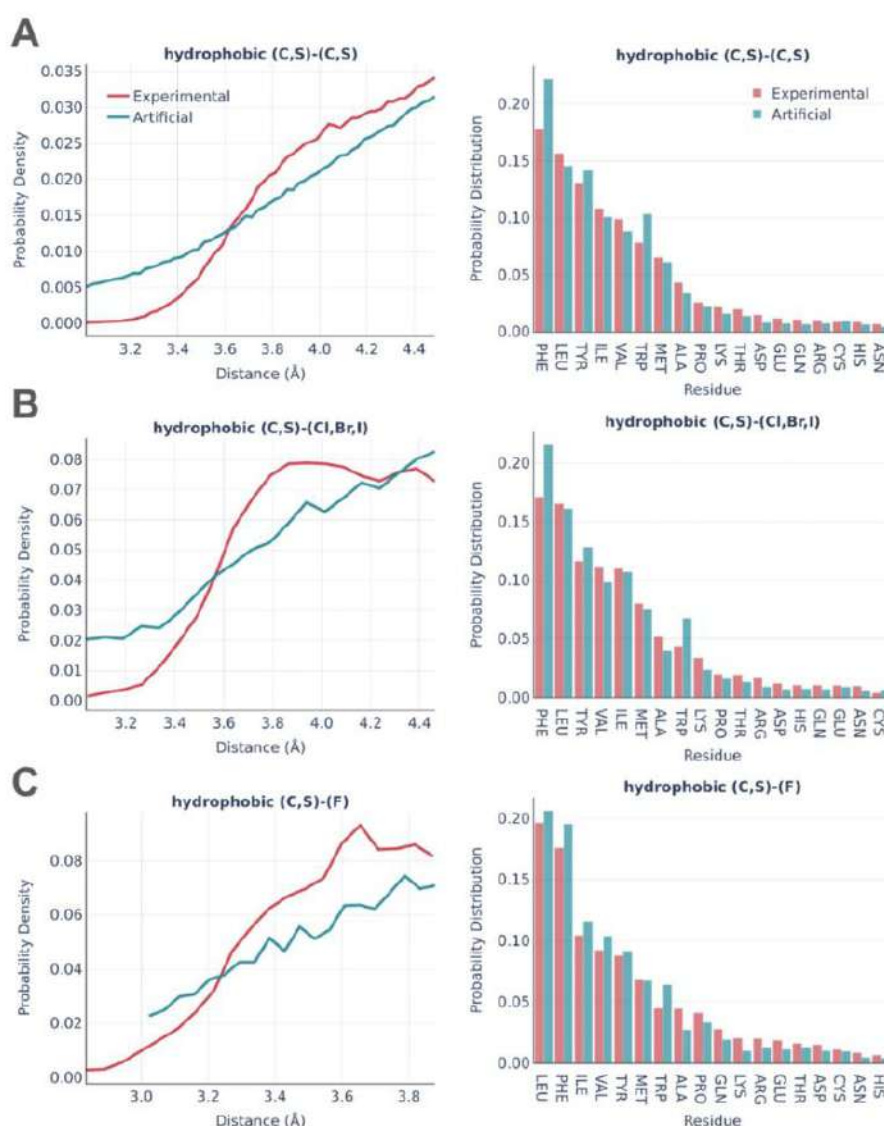 A
hydrophobic (C,S)-(C,S)
0.035
0.030
0.025
0.020
0.015
0.010
0.005
0.000
Probability Density
Experimental
Artificial
3.2 3.4 3.6 3.8 4.0 4.2 4.4
Distance (Å)
hydrophobic (C,S)-(C,S)
0.20
0.15
0.10
0.05
0.00
Probability Distribution
Experimental
Artificial
PHE LEU TYR ILE VAL TRP MET ALA PRO LYS THR ASP GLU GLN ARG CYS HIS ASN
Residue
B
hydrophobic (C,S)-(Cl,Br,I)
0.08
0.07
0.06
0.05
0.04
0.03
0.02
0.01
0.00
Probability Density
3.2 3.4 3.6 3.8 4.0 4.2 4.4
Distance (Å)
hydrophobic (C,S)-(Cl,Br,I)
0.20
0.15
0.10
0.05
0.00
Probability Distribution
PHE LEU TYR VAL ILE MET ALA TRP LYS PRO THR ARG ASP HIS GLN GLU ASN CYS
Residue
C
hydrophobic (C,S)-(F)
0.08
0.06
0.04
0.02
0.00
Probability Density
3.0 3.2 3.4 3.6 3.8
Distance (Å)
hydrophobic (C,S)-(F)
0.20
0.15
0.10
0.05
0.00
Probability Distribution
LEU PHE ILE VAL TYR MET TRP ALA PRO GLN LYS ARG GLU THR ASP CYS ASN HIS
Residue